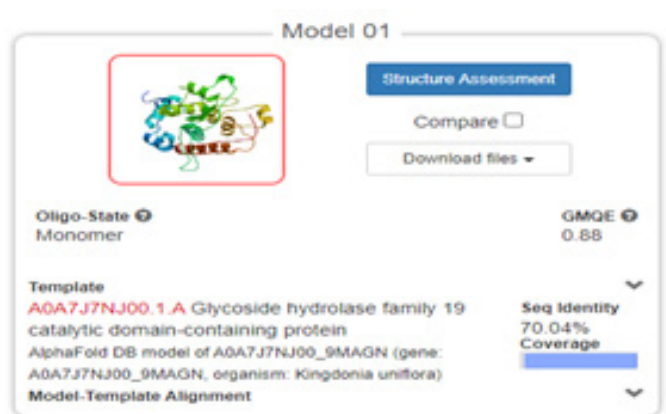 Model 01
Structure Assessment
Compare
Download files
Oligo-State
Monomer
GMQE
0.88
Template
A0A7J7NJ00.1.A Glycoside hydrolase family 19
catalytic domain-containing protein
AlphaFold DB model of A0A7J7NJ00_9MAGN (gene:
A0A7J7NJ00_9MAGN, organism: Kingdonia uniflora)
Seq Identity
70.04%
Coverage
Model-Template Alignment